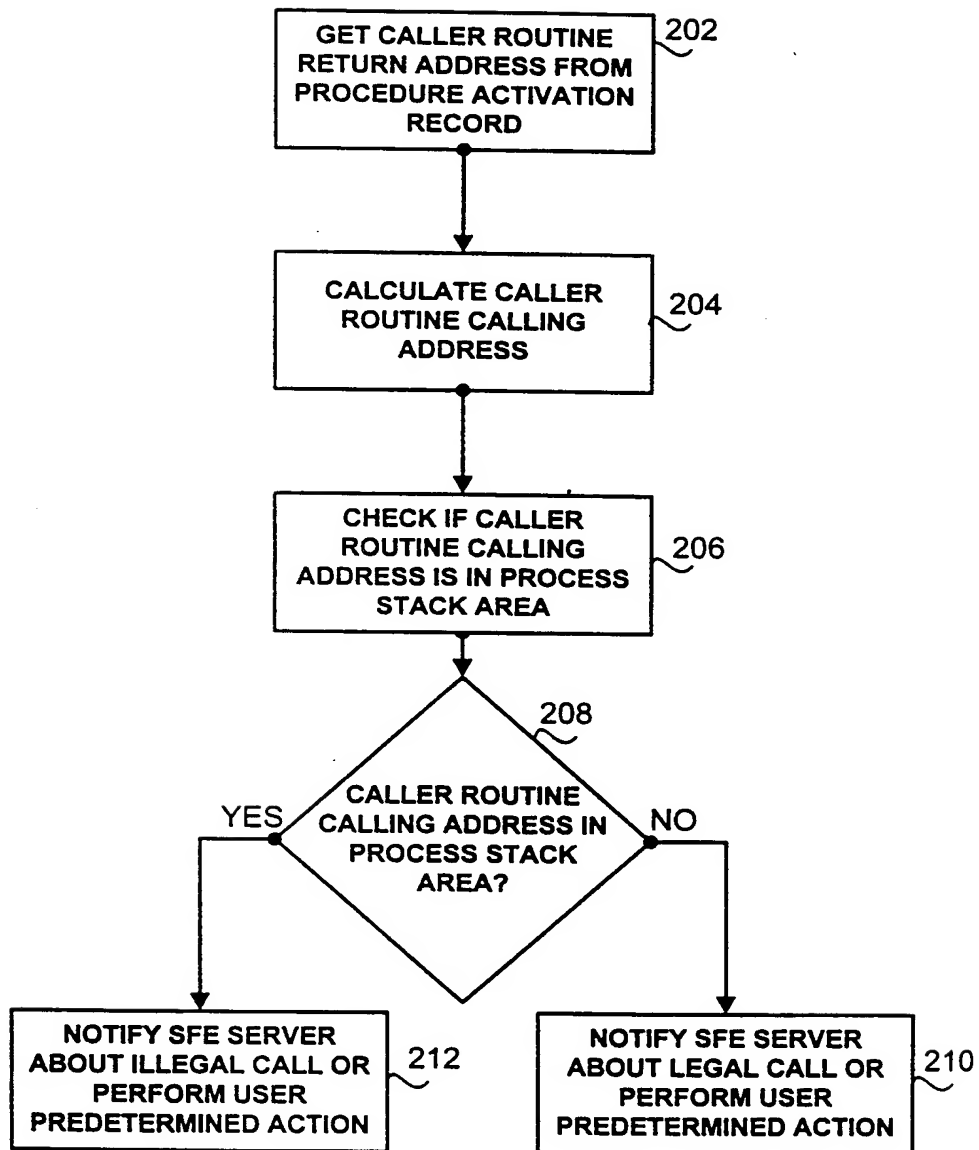 GET CALLER ROUTINE
RETURN ADDRESS FROM
PROCEDURE ACTIVATION
RECORD
202
CALCULATE CALLER
ROUTINE CALLING
ADDRESS
204
CHECK IF CALLER
ROUTINE CALLING
ADDRESS IS IN PROCESS
STACK AREA
206
208
CALLER ROUTINE
CALLING ADDRESS IN
PROCESS STACK
AREA?
YES
NO
NOTIFY SFE SERVER
ABOUT ILLEGAL CALL OR
PERFORM USER
PREDETERMINED ACTION
212
NOTIFY SFE SERVER
ABOUT LEGAL CALL OR
PERFORM USER
PREDETERMINED ACTION
210